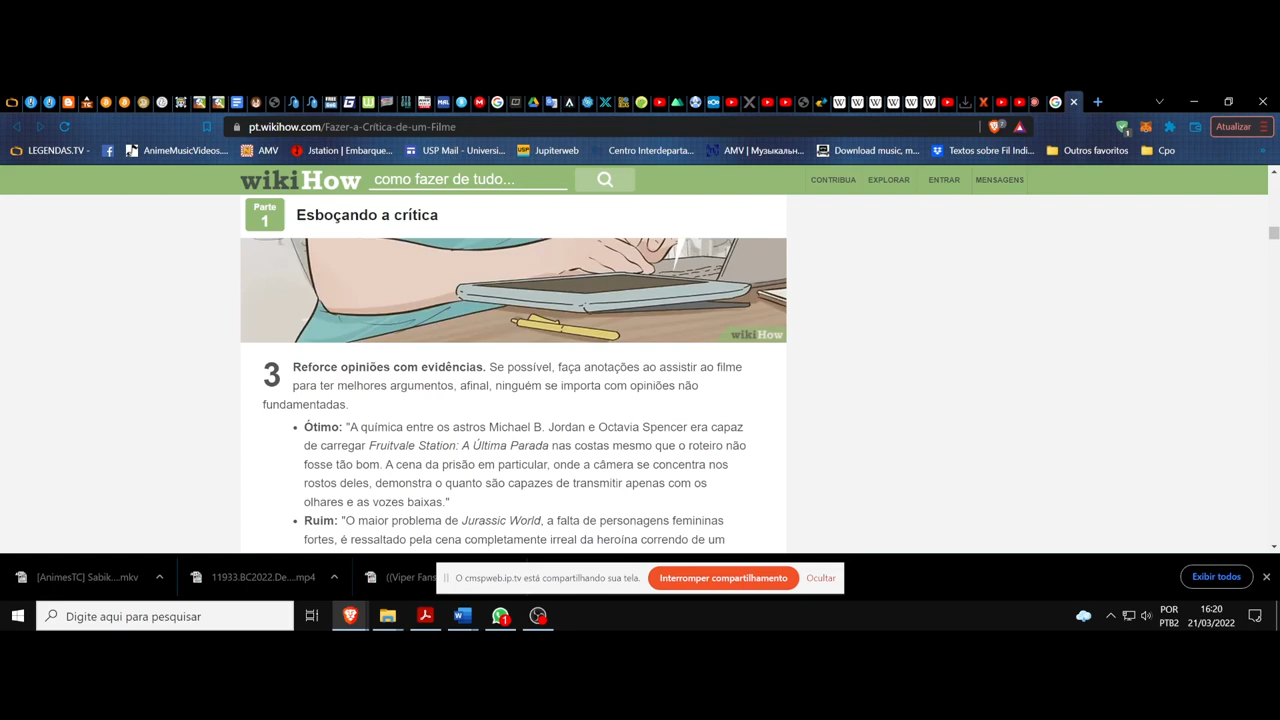 pt.wikihow.com/Fazer-a-Crítica-de-um-Filme
7
1
Atualizar
LEGENDAS.TV -
AnimeMusicVideos...
AMV
Jstation | Embarque...
USP Mail - Universi...
Jupiterweb
Centro Interdeparta...
AMV | Музыкальн...
Download music, m...
Textos sobre Fil Indi...
Outros favoritos
Cpo
wikiHow
como fazer de tudo...
CONTRIBUA
EXPLORAR
ENTRAR
MENSAGENS
Parte
1
Esboçando a crítica
wikiHow
3
Reforce opiniões com evidências. Se possível, faça anotações ao assistir ao filme
para ter melhores argumentos, afinal, ninguém se importa com opiniões não
fundamentadas.
• Ótimo: "A química entre os astros Michael B. Jordan e Octavia Spencer era capaz
de carregar Fruitvale Station: A Última Parada nas costas mesmo que o roteiro não
fosse tão bom. A cena da prisão em particular, onde a câmera se concentra nos
rostos deles, demonstra o quanto são capazes de transmitir apenas com os
olhares e as vozes baixas."
• Ruim: "O maior problema de Jurassic World, a falta de personagens femininas
fortes, é ressaltado pela cena completamente irreal da heroína correndo de um
[AnimesTC] Sabik....mkv
11933.BC2022.De....mp4
((Viper Fans
O cmspweb.ip.tv está compartilhando sua tela.
Interromper compartilhamento
Ocultar
Exibir todos
Digite aqui para pesquisar
1
POR
PTB2
16:20
21/03/2022